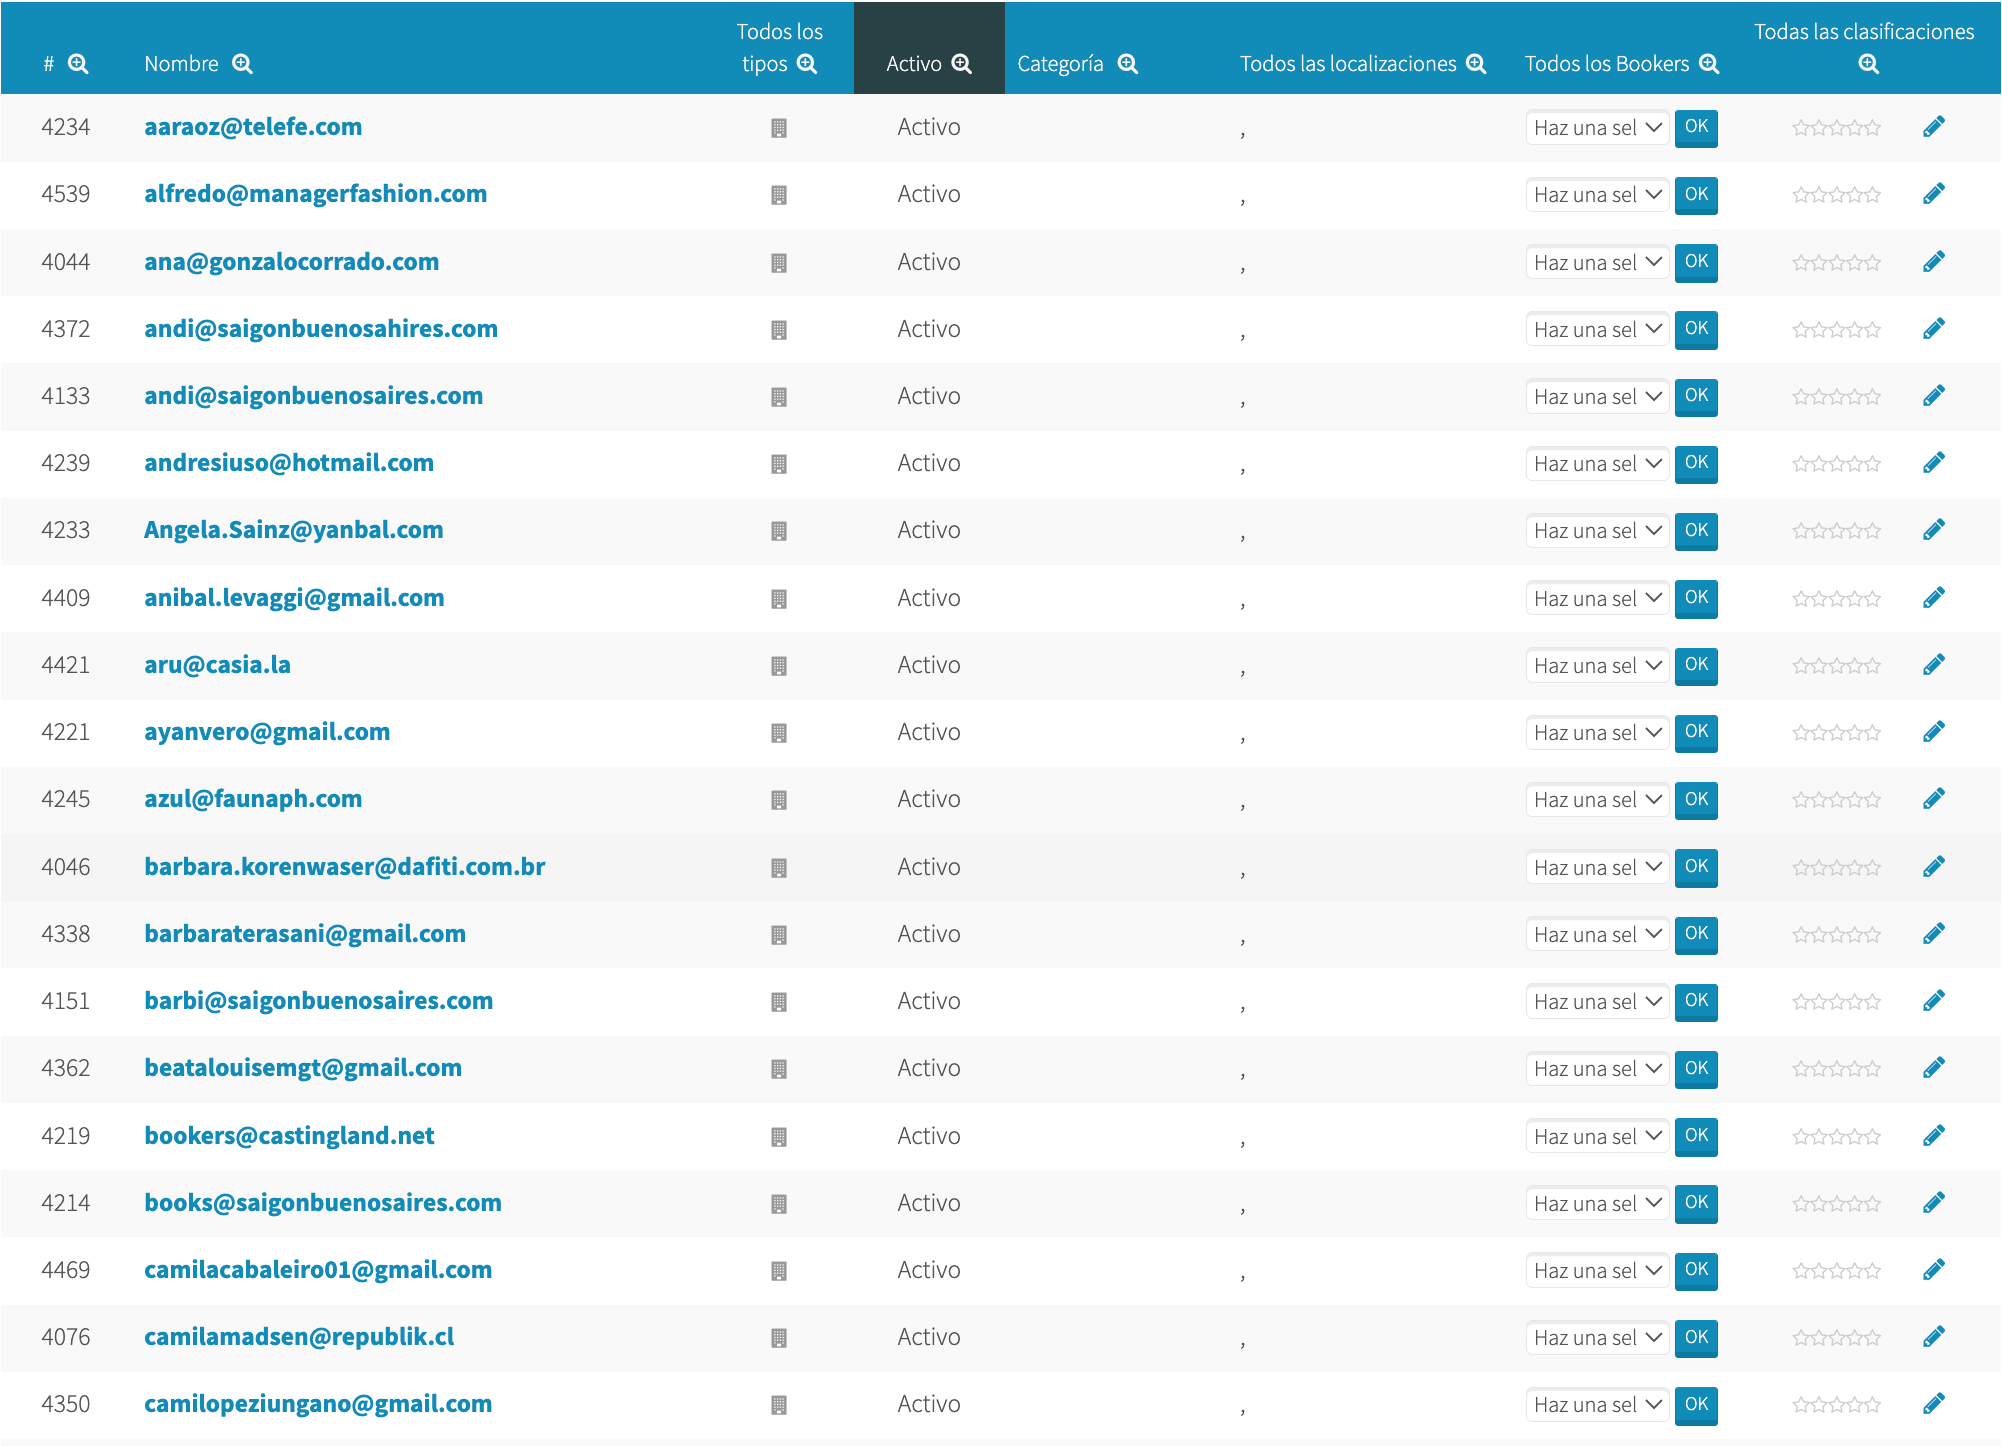 # Nombre Todos los tipos Activo Categoría Todos las localizaciones Todos los Bookers Todas las clasificaciones
4234 aaraoz@telefe.com Activo , Haz una sel OK
4539 alfredo@managerfashion.com Activo , Haz una sel OK
4044 ana@gonzalocorrado.com Activo , Haz una sel OK
4372 andi@saigonbuenosahires.com Activo , Haz una sel OK
4133 andi@saigonbuenosaires.com Activo , Haz una sel OK
4239 andresiuso@hotmail.com Activo , Haz una sel OK
4233 Angela.Sainz@yanbal.com Activo , Haz una sel OK
4409 anibal.levaggi@gmail.com Activo , Haz una sel OK
4421 aru@casia.la Activo , Haz una sel OK
4221 ayanvero@gmail.com Activo , Haz una sel OK
4245 azul@faunaph.com Activo , Haz una sel OK
4046 barbara.korenwaser@dafiti.com.br Activo , Haz una sel OK
4338 barbaraterasani@gmail.com Activo , Haz una sel OK
4151 barbi@saigonbuenosaires.com Activo , Haz una sel OK
4362 beatalouisemgt@gmail.com Activo , Haz una sel OK
4219 bookers@castingland.net Activo , Haz una sel OK
4214 books@saigonbuenosaires.com Activo , Haz una sel OK
4469 camilacabaleiro01@gmail.com Activo , Haz una sel OK
4076 camilamadsen@republik.cl Activo , Haz una sel OK
4350 camilopeziungano@gmail.com Activo , Haz una sel OK